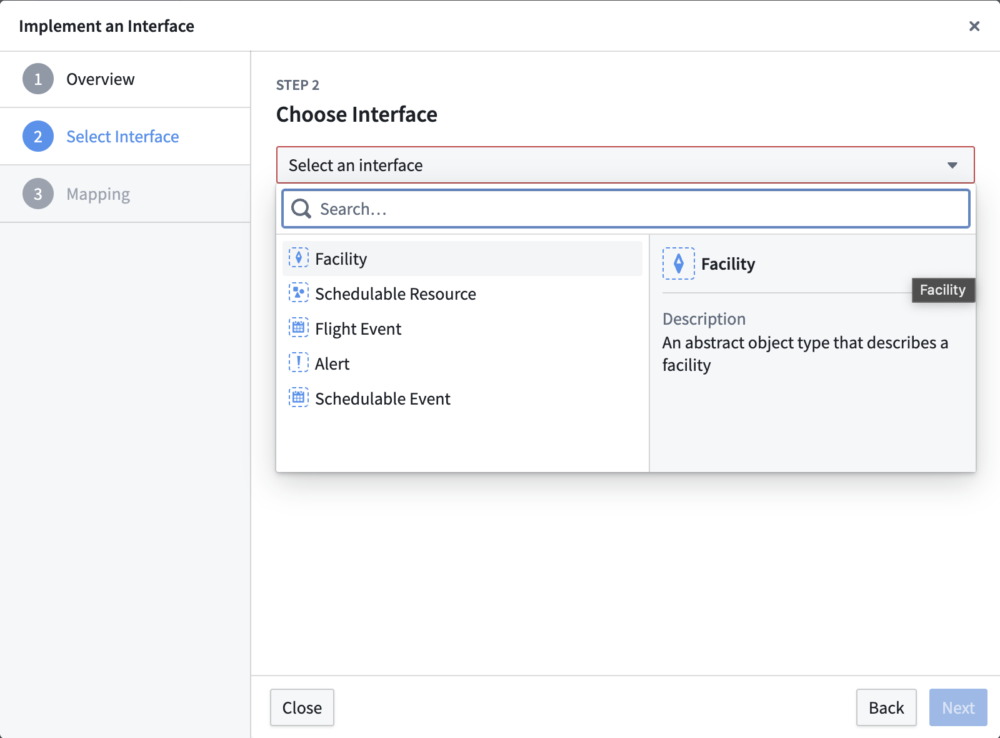 Implement an Interface
1 Overview
2 Select Interface
3 Mapping
STEP 2
Choose Interface
Select an interface
Search…
Facility
Schedulable Resource
Flight Event
Alert
Schedulable Event
Facility
Facility
Description
An abstract object type that describes a
facility
Close
Back
Next